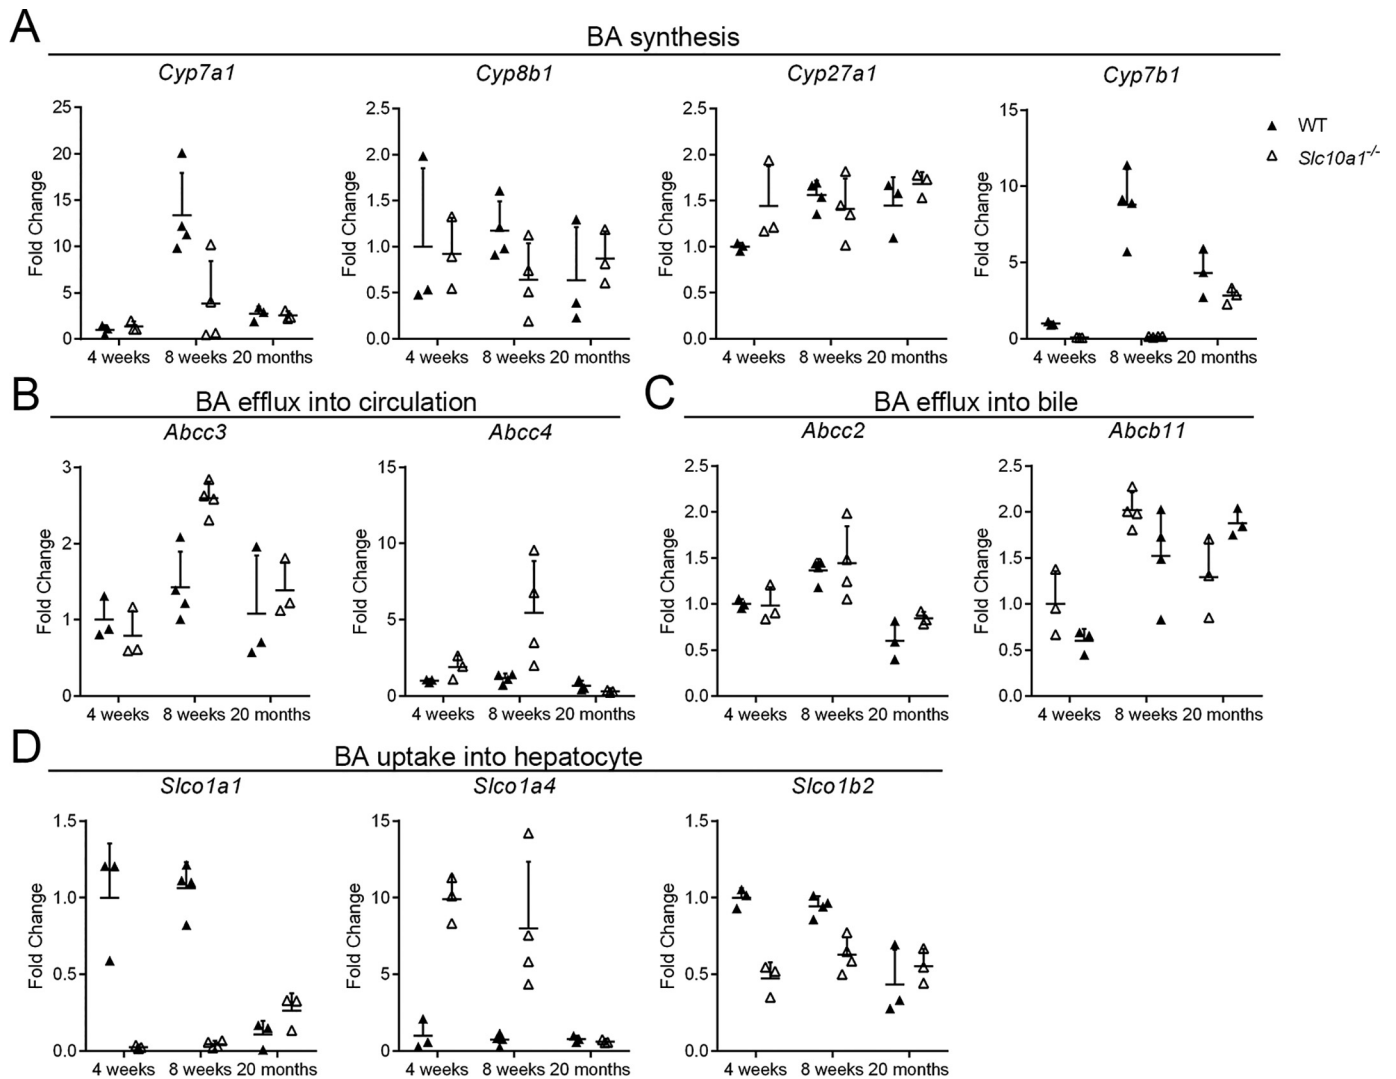 A
BA synthesis
Cyp7a1
Cyp8b1
Cyp27a1
Cyp7b1
Fold Change
25
20
15
10
5
0
4 weeks 8 weeks 20 months
Fold Change
2.5
2.0
1.5
1.0
0.5
0.0
4 weeks 8 weeks 20 months
Fold Change
2.5
2.0
1.5
1.0
0.5
0.0
4 weeks 8 weeks 20 months
Fold Change
15
10
5
0
4 weeks 8 weeks 20 months
WT
Slc10a1-/-
B
BA efflux into circulation
Abcc3
Abcc4
Fold Change
3
2
1
0
4 weeks 8 weeks 20 months
Fold Change
15
10
5
0
4 weeks 8 weeks 20 months
C
BA efflux into bile
Abcc2
Abcb11
Fold Change
2.5
2.0
1.5
1.0
0.5
0.0
4 weeks 8 weeks 20 months
Fold Change
2.5
2.0
1.5
1.0
0.5
0.0
4 weeks 8 weeks 20 months
D
BA uptake into hepatocyte
Slco1a1
Slco1a4
Slco1b2
Fold Change
1.5
1.0
0.5
0.0
4 weeks 8 weeks 20 months
Fold Change
15
10
5
0
4 weeks 8 weeks 20 months
Fold Change
1.5
1.0
0.5
0.0
4 weeks 8 weeks 20 months